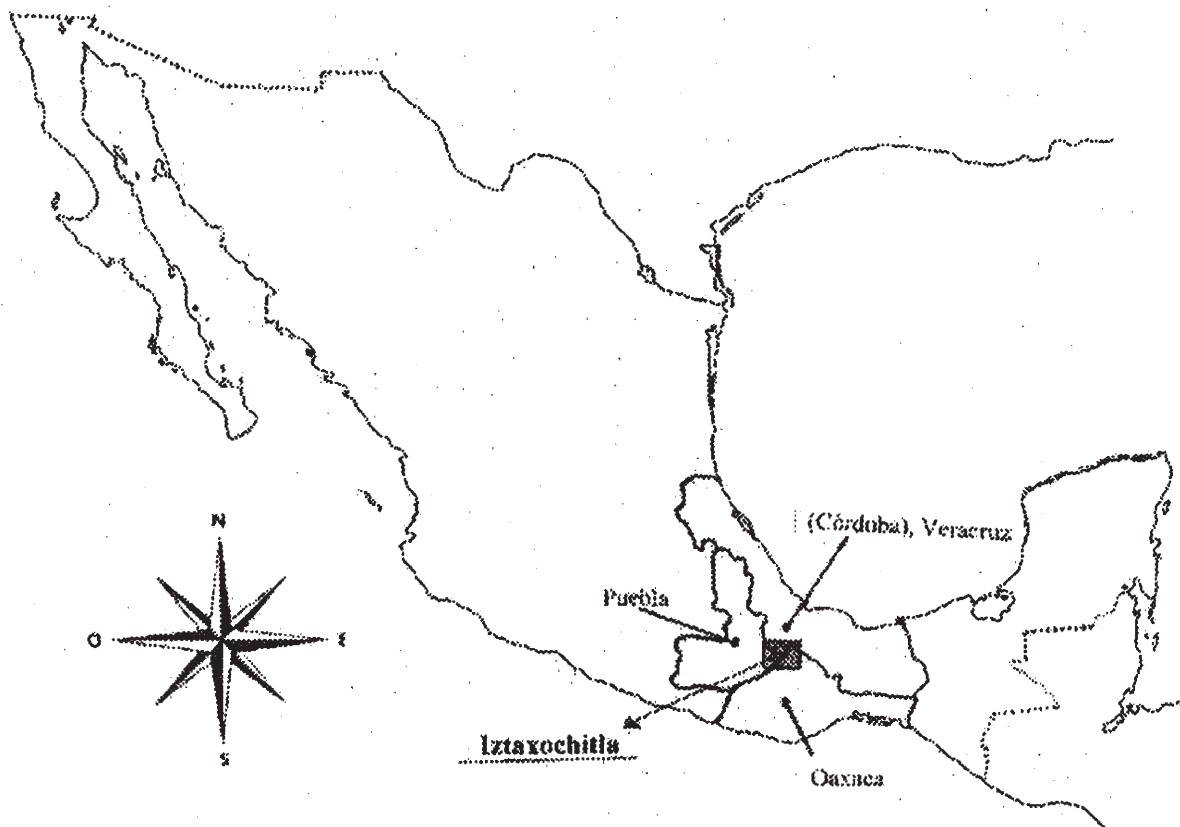 N
(Córdoba), Veracruz
Puebla
O
E
Iztaxochitla
S
Oaxaca